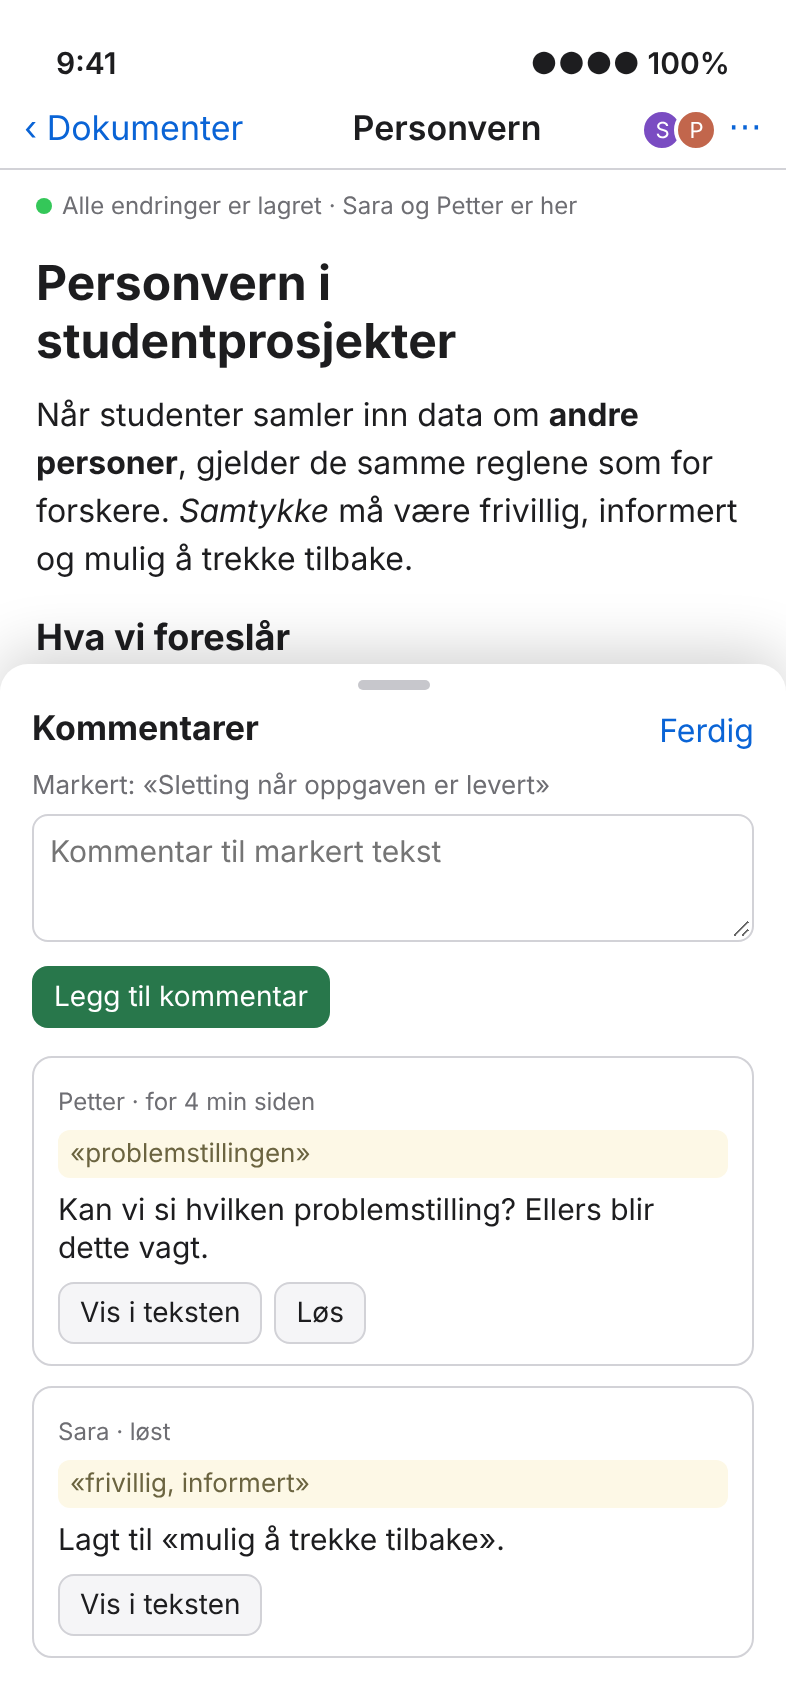 9:41
100%
‹ Dokumenter
Personvern
S
P
···
Alle endringer er lagret · Sara og Petter er her
Personvern i
studentprosjekter
Når studenter samler inn data om andre
personer, gjelder de samme reglene som for
forskere. Samtykke må være frivillig, informert
og mulig å trekke tilbake.
Hva vi foreslår
Kommentarer
Ferdig
Markert: «Sletting når oppgaven er levert»
Kommentar til markert tekst
Legg til kommentar
Petter · for 4 min siden
«problemstillingen»
Kan vi si hvilken problemstilling? Ellers blir
dette vagt.
Vis i teksten
Løs
Sara · løst
«frivillig, informert»
Lagt til «mulig å trekke tilbake».
Vis i teksten